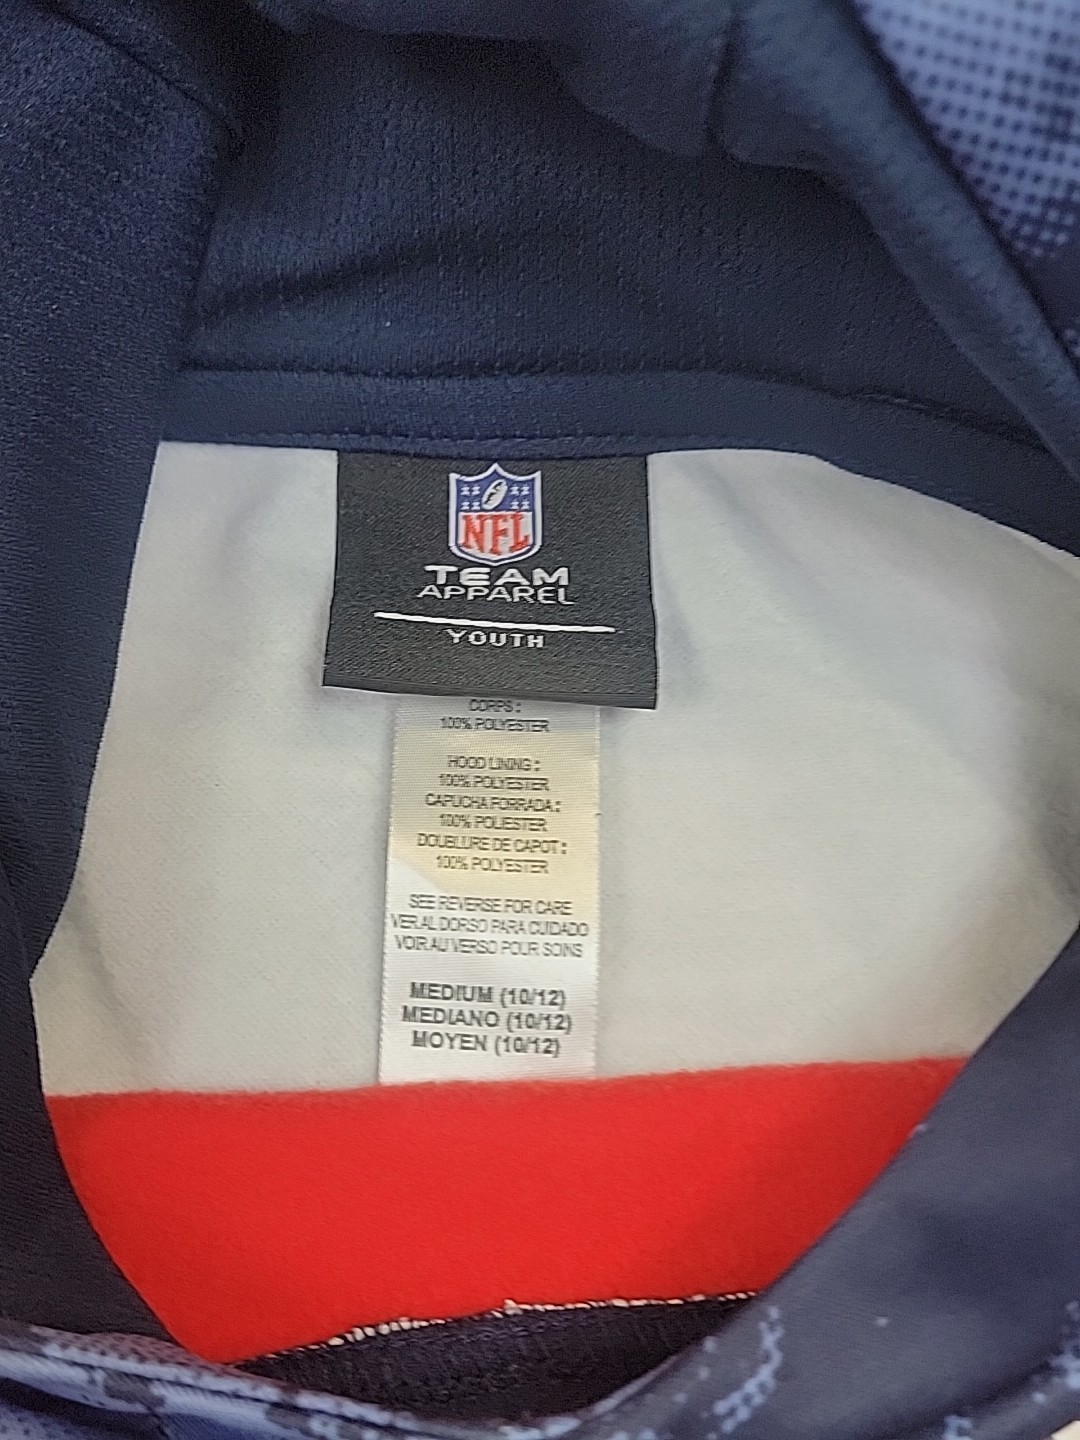 NFL
TEAM
APPAREL
YOUTH
CORPS :
100% POLYESTER
HOOD LINING :
100% POLYESTER
CAPUCHA FORRADA :
100% POLIESTER
DOUBLURE DE CAPOT :
100% POLYESTER
SEE REVERSE FOR CARE
VER AL DORSO PARA CUIDADO
VOIR AU VERSO POUR SOINS
MEDIUM (10/12)
MEDIANO (10/12)
MOYEN (10/12)